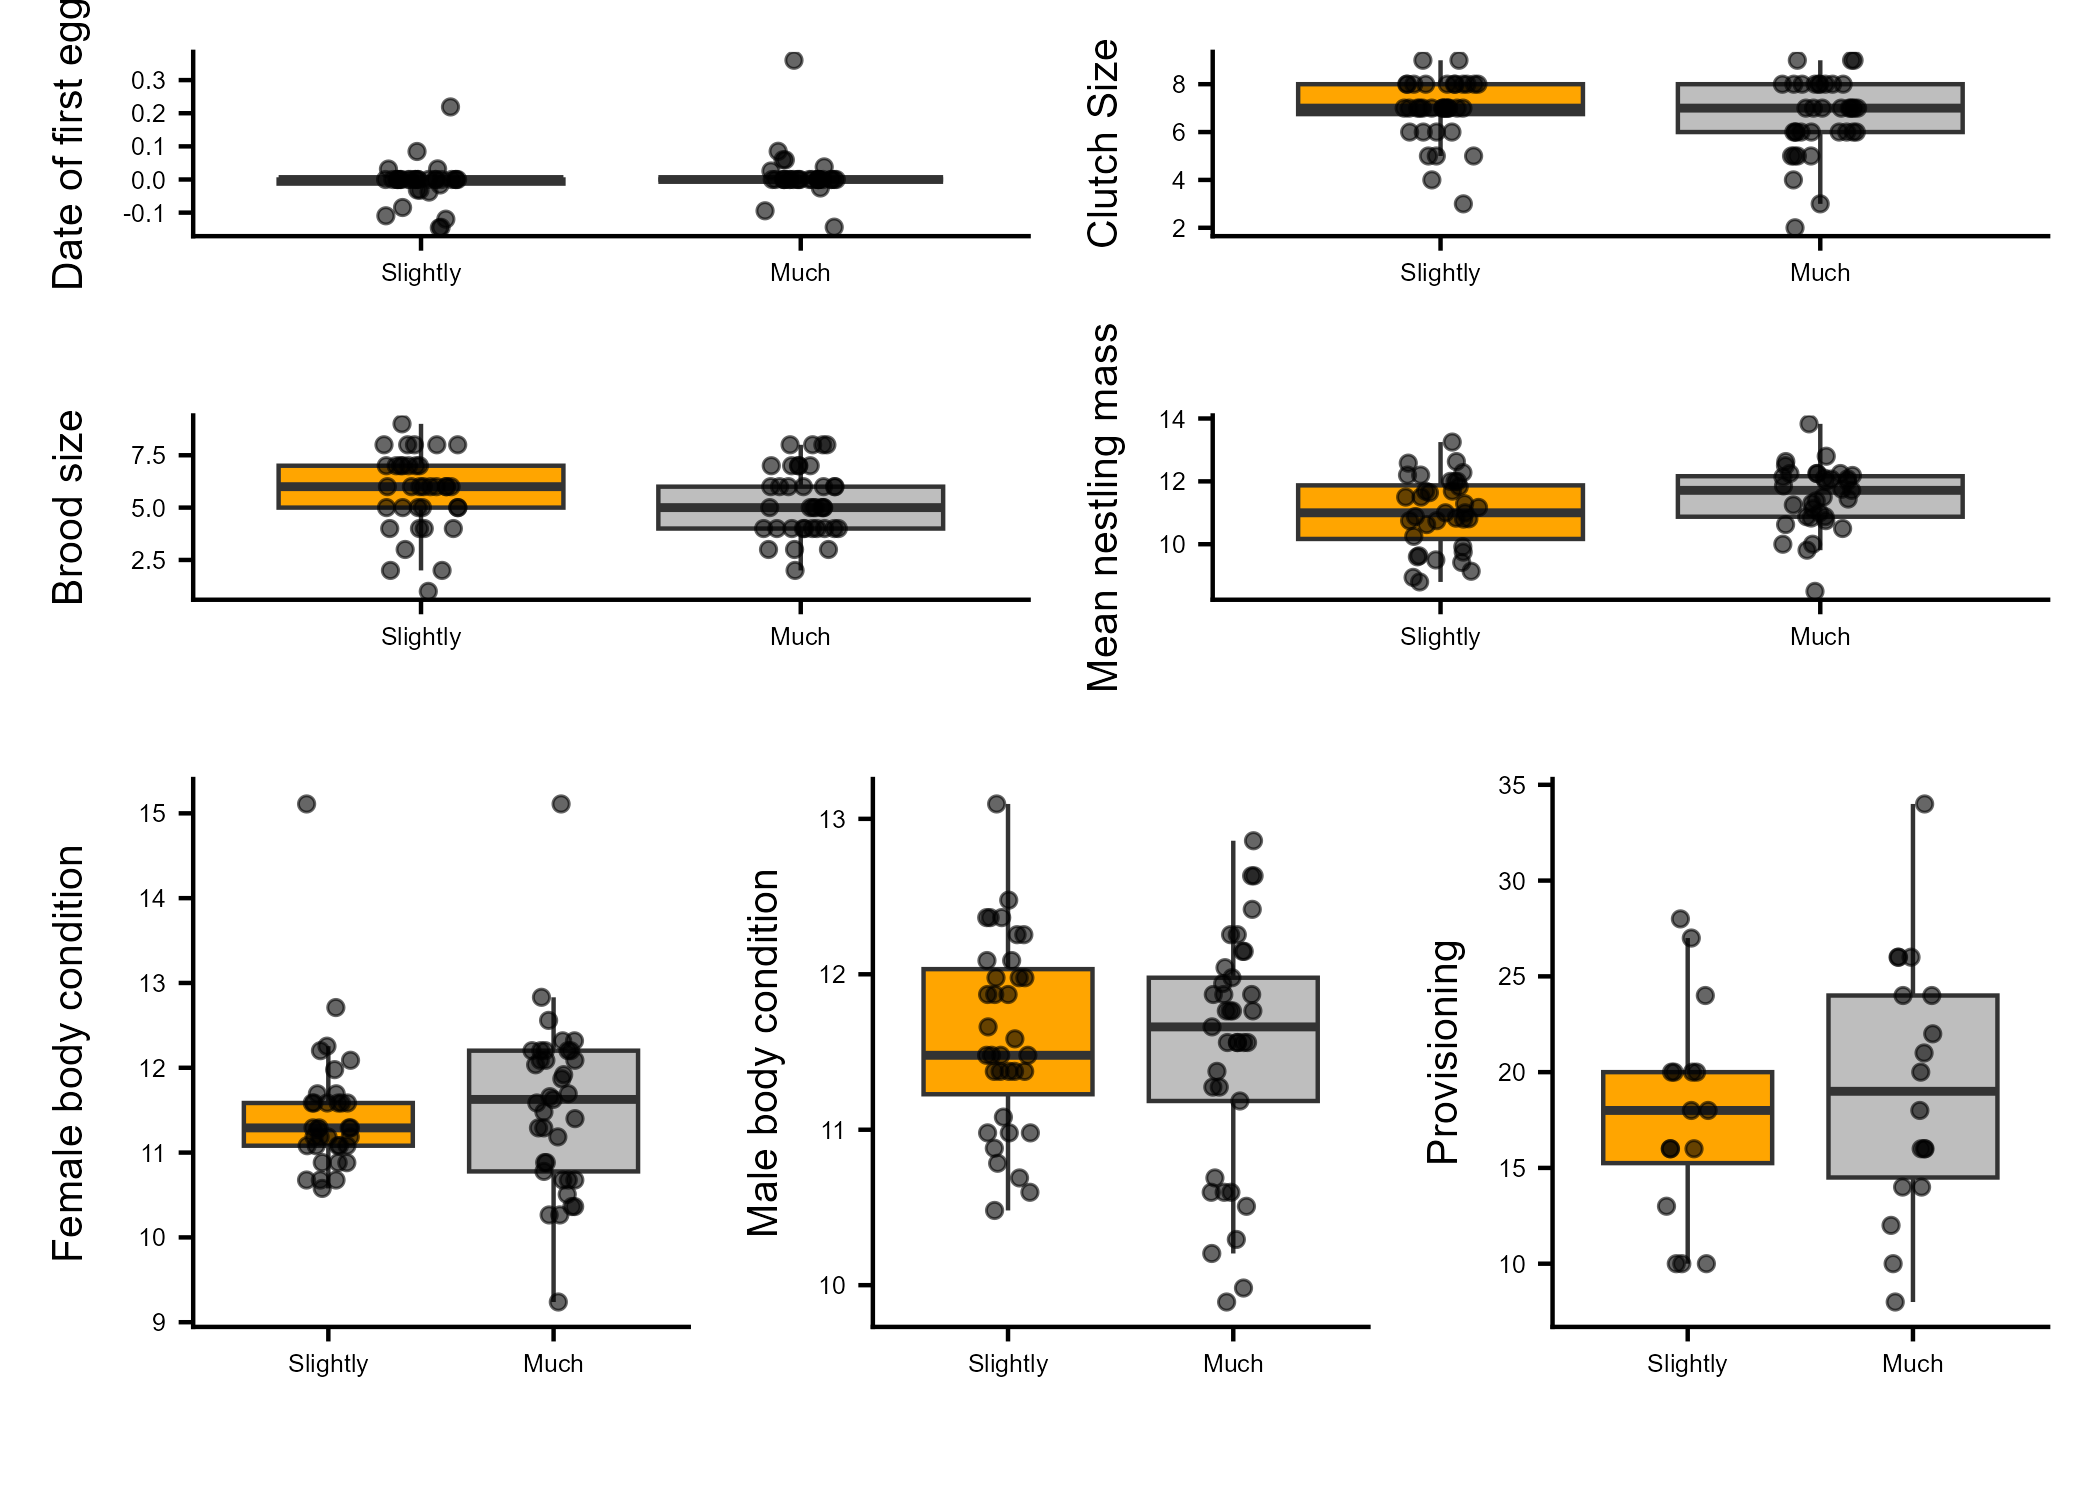 Date of first egg
0.3
0.2
0.1
0.0
-0.1
Slightly
Much
Clutch Size
8
6
4
2
Slightly
Much
Brood size
7.5
5.0
2.5
Slightly
Much
Mean nestling mass
14
12
10
Slightly
Much
Female body condition
15
14
13
12
11
10
9
Slightly
Much
Male body condition
13
12
11
10
Slightly
Much
Provisioning
35
30
25
20
15
10
Slightly
Much